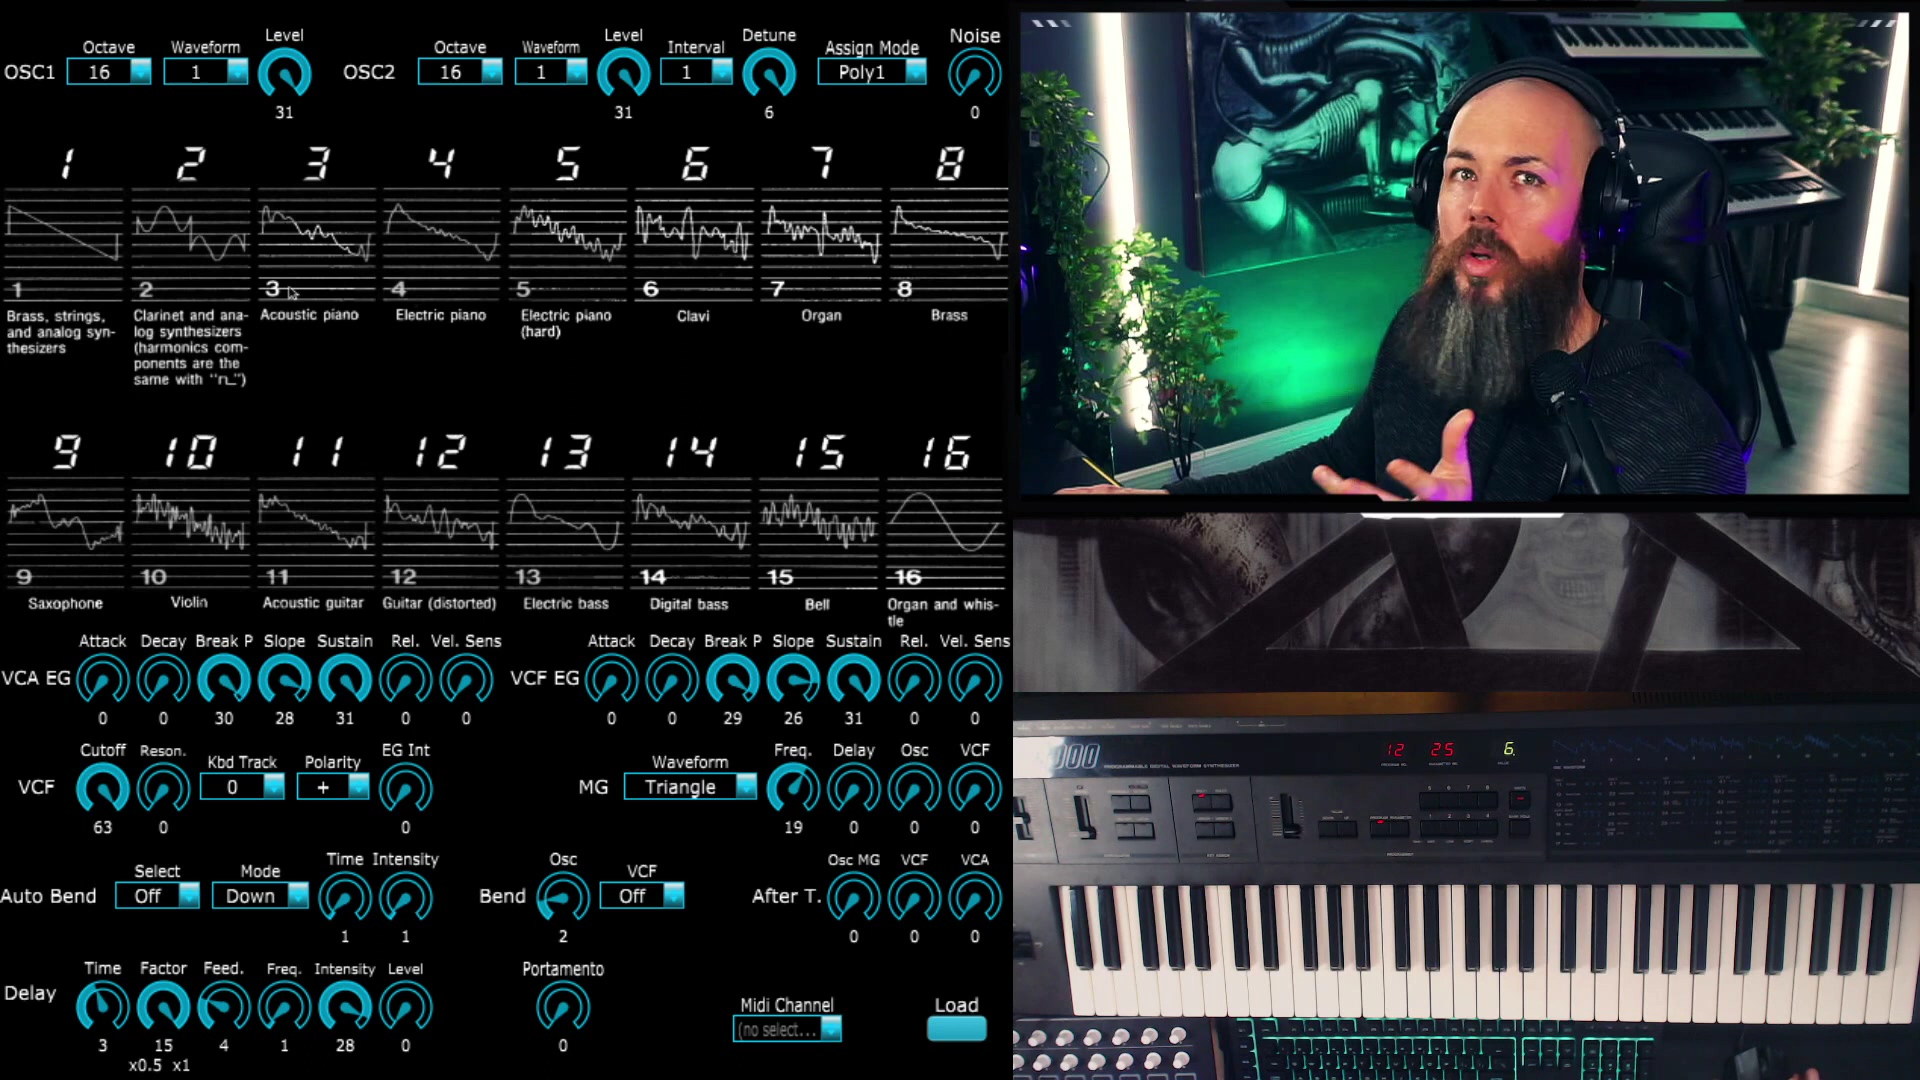 Octave Waveform Level Octave Waveform Level Interval Detune Assign Mode Noise
OSC1 16 1 OSC2 16 1 1 Poly1
31 31 6 0
1 2 3 4 5 6 7 8
1 2 3 4 5 6 7 8
Brass, strings, and analog syn-thesizers
Clarinet and ana-
log synthesizers
(harmonics com-
ponents are the
same with "⊓⊔")
Acoustic piano
Electric piano
Electric piano
(hard)
Clavi
Organ
Brass
9 10 11 12 13 14 15 16
9 10 11 12 13 14 15 16
Saxophone
Violin
Acoustic guitar
Guitar (distorted)
Electric bass
Digital bass
Bell
Organ and whis-
tle
Attack Decay Break P Slope Sustain Rel. Vel. Sens Attack Decay Break P Slope Sustain Rel. Vel. Sens
VCA EG VCF EG
0 0 30 28 31 0 0 0 0 29 26 31 0 0
Cutoff Reson. Kbd Track Polarity EG Int Waveform Freq. Delay Osc VCF
VCF 0 + MG Triangle
63 0 0 19 0 0 0
Select Mode Time Intensity Osc VCF Osc MG VCF VCA
Auto Bend Off Down Bend Off After T.
1 1 2 0 0 0
Time Factor Feed. Freq. Intensity Level Portamento
Delay
3 15 4 1 28 0 0
x0.5 x1
Midi Channel Load
(no select...
000 PROGRAMMABLE DIGITAL WAVEFORM SYNTHESIZER
12 25 6.